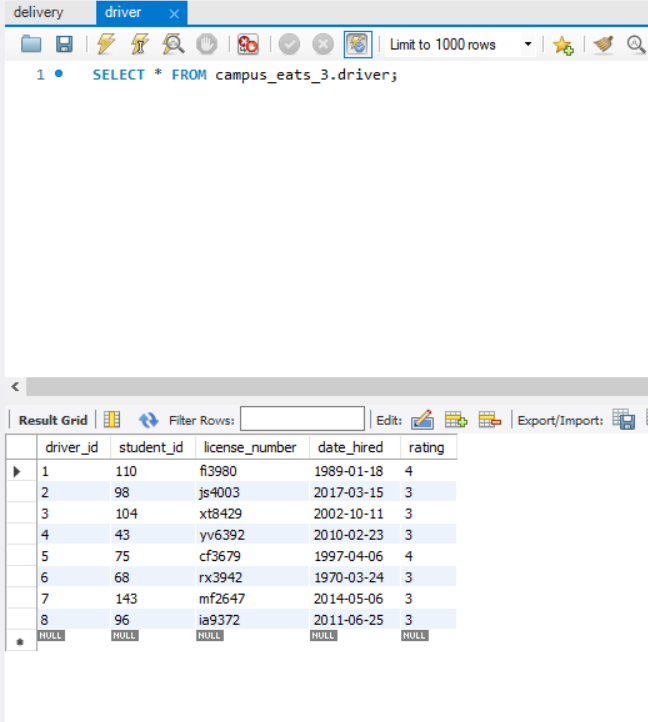 delivery driver
Limit to 1000 rows
1 SELECT * FROM campus_eats_3.driver;
Result Grid Filter Rows: Edit: Export/Import:
driver_id student_id license_number date_hired rating
1 110 fi3980 1989-01-18 4
2 98 js4003 2017-03-15 3
3 104 xt8429 2002-10-11 3
4 43 yv6392 2010-02-23 3
5 75 cf3679 1997-04-06 4
6 68 rx3942 1970-03-24 3
7 143 mf2647 2014-05-06 3
8 96 ia9372 2011-06-25 3
NULL NULL NULL NULL NULL